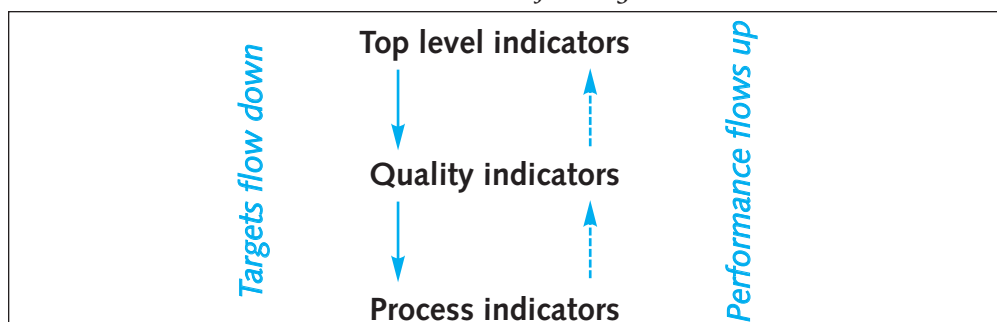 Top level indicators
Targets flow down
Performance flows up
Quality indicators
Process indicators